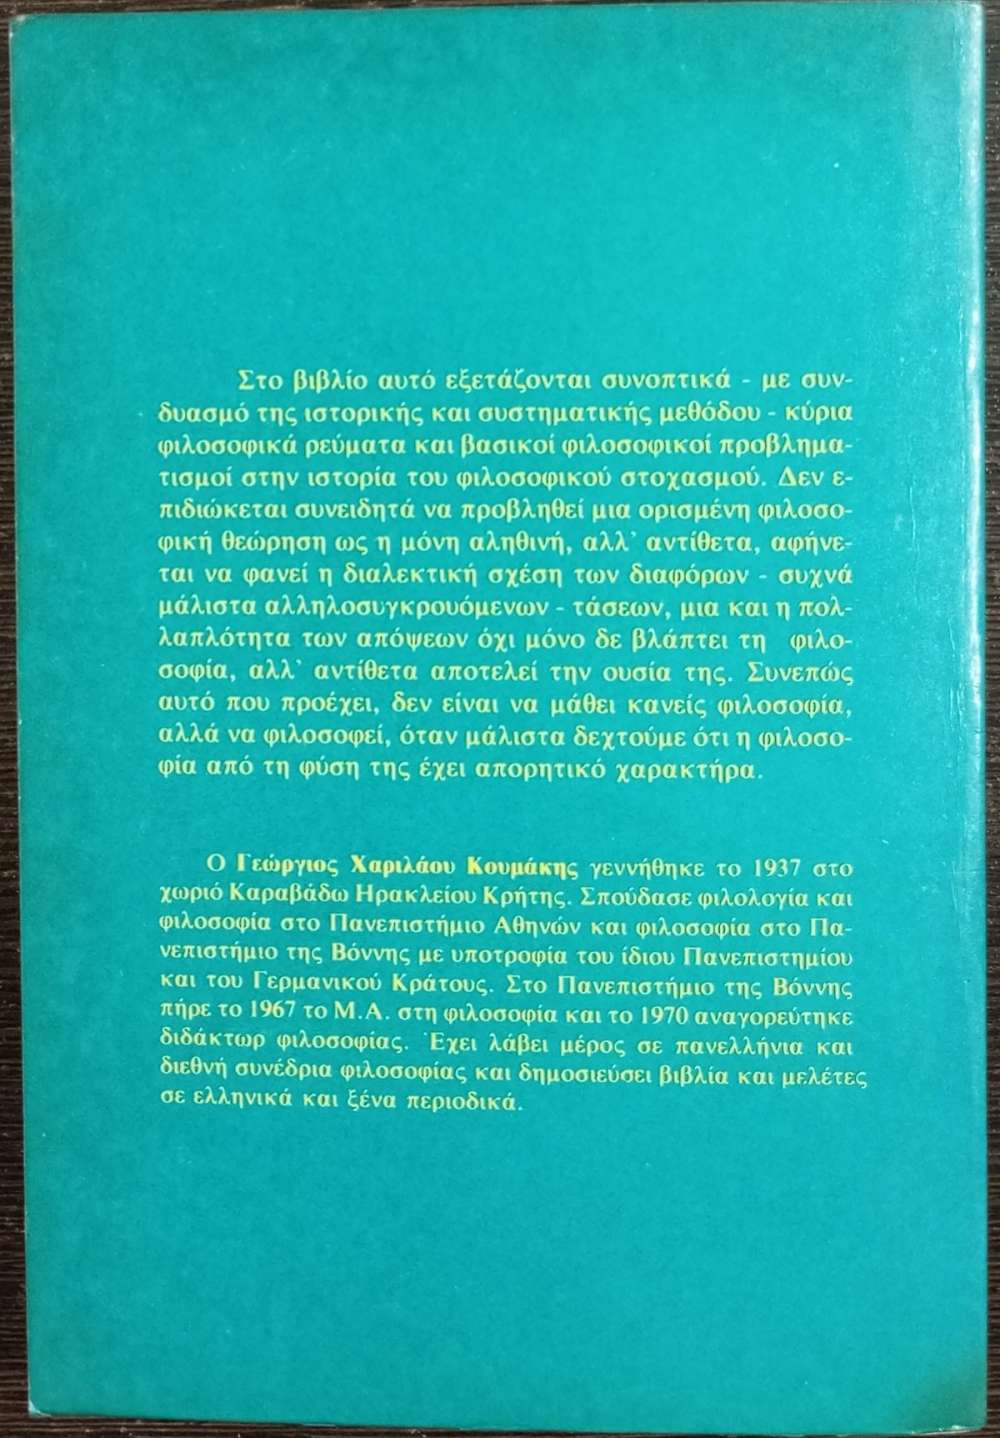 Στο βιβλίο αυτό εξετάζονται συνοπτικά - με συν-
δυασμό της ιστορικής και συστηματικής μεθόδου - κύρια
φιλοσοφικά ρεύματα και βασικοί φιλοσοφικοί προβλημα-
τισμοί στην ιστορία του φιλοσοφικού στοχασμού. Δεν ε-
πιδιώκεται συνειδητά να προβληθεί μια ορισμένη φιλοσο-
φική θεώρηση ως η μόνη αληθινή, αλλ' αντίθετα, αφήνε-
ται να φανεί η διαλεκτική σχέση των διαφόρων - συχνά
μάλιστα αλληλοσυγκρουόμενων - τάσεων, μια και η πολ-
λαπλότητα των απόψεων όχι μόνο δε βλάπτει τη φιλο-
σοφία, αλλ' αντίθετα αποτελεί την ουσία της. Συνεπώς
αυτό που προέχει, δεν είναι να μάθει κανείς φιλοσοφία,
αλλά να φιλοσοφεί, όταν μάλιστα δεχτούμε ότι η φιλοσο-
φία από τη φύση της έχει απορητικό χαρακτήρα.
Ο Γεώργιος Χαριλάου Κουμάκης γεννήθηκε το 1937 στο
χωριό Καραβάδω Ηρακλείου Κρήτης. Σπούδασε φιλολογία και
φιλοσοφία στο Πανεπιστήμιο Αθηνών και φιλοσοφία στο Πα-
νεπιστήμιο της Βόννης με υποτροφία του ίδιου Πανεπιστημίου
και του Γερμανικού Κράτους. Στο Πανεπιστήμιο της Βόννης
πήρε το 1967 το Μ.Α. στη φιλοσοφία και το 1970 αναγορεύτηκε
διδάκτωρ φιλοσοφίας. Έχει λάβει μέρος σε πανελλήνια και
διεθνή συνέδρια φιλοσοφίας και δημοσιεύσει βιβλία και μελέτες
σε ελληνικά και ξένα περιοδικά.